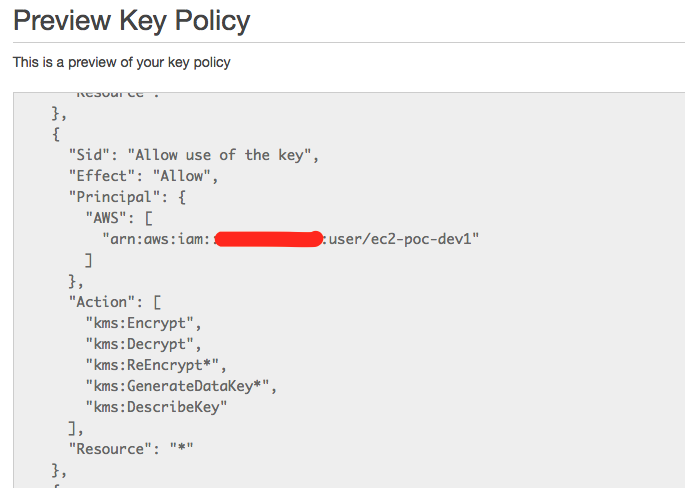 Preview Key Policy
This is a preview of your key policy
"Resource":
},
{
"Sid": "Allow use of the key",
"Effect": "Allow",
"Principal": {
"AWS": [
"arn:aws:iam: :user/ec2-poc-dev1"
]
},
"Action": [
"kms:Encrypt",
"kms:Decrypt",
"kms:ReEncrypt*",
"kms:GenerateDataKey*",
"kms:DescribeKey"
],
"Resource": "*"
},